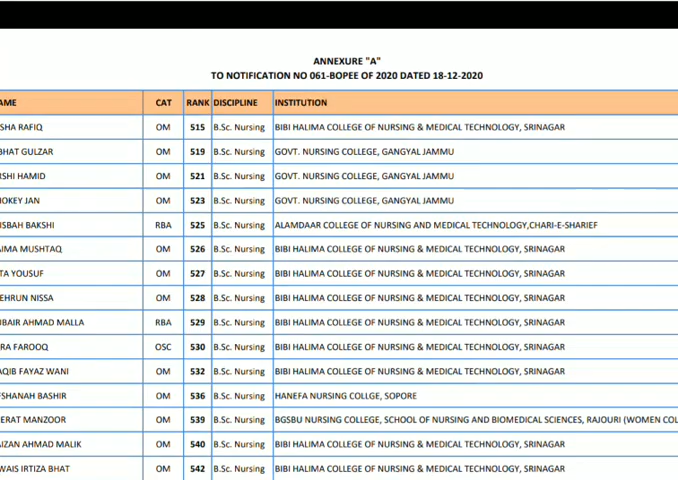 ANNEXURE "A"
TO NOTIFICATION NO 061-BOPEE OF 2020 DATED 18-12-2020
AME CAT RANK DISCIPLINE INSTITUTION
SHA RAFIQ OM 515 B.Sc. Nursing BIBI HALIMA COLLEGE OF NURSING & MEDICAL TECHNOLOGY, SRINAGAR
BHAT GULZAR OM 519 B.Sc. Nursing GOVT. NURSING COLLEGE, GANGYAL JAMMU
RSHI HAMID OM 521 B.Sc. Nursing GOVT. NURSING COLLEGE, GANGYAL JAMMU
OKEY JAN OM 523 B.Sc. Nursing GOVT. NURSING COLLEGE, GANGYAL JAMMU
ISBAH BAKSHI RBA 525 B.Sc. Nursing ALAMDAAR COLLEGE OF NURSING AND MEDICAL TECHNOLOGY,CHARI-E-SHARIEF
IMA MUSHTAQ OM 526 B.Sc. Nursing BIBI HALIMA COLLEGE OF NURSING & MEDICAL TECHNOLOGY, SRINAGAR
TA YOUSUF OM 527 B.Sc. Nursing BIBI HALIMA COLLEGE OF NURSING & MEDICAL TECHNOLOGY, SRINAGAR
EHRUN NISSA OM 528 B.Sc. Nursing BIBI HALIMA COLLEGE OF NURSING & MEDICAL TECHNOLOGY, SRINAGAR
BAIR AHMAD MALLA RBA 529 B.Sc. Nursing BIBI HALIMA COLLEGE OF NURSING & MEDICAL TECHNOLOGY, SRINAGAR
RA FAROOQ OSC 530 B.Sc. Nursing BIBI HALIMA COLLEGE OF NURSING & MEDICAL TECHNOLOGY, SRINAGAR
AQIB FAYAZ WANI OM 532 B.Sc. Nursing BIBI HALIMA COLLEGE OF NURSING & MEDICAL TECHNOLOGY, SRINAGAR
SHANAH BASHIR OM 536 B.Sc. Nursing HANEFA NURSING COLLGE, SOPORE
ERAT MANZOOR OM 539 B.Sc. Nursing BGSBU NURSING COLLEGE, SCHOOL OF NURSING AND BIOMEDICAL SCIENCES, RAJOURI (WOMEN COL
AIZAN AHMAD MALIK OM 540 B.Sc. Nursing BIBI HALIMA COLLEGE OF NURSING & MEDICAL TECHNOLOGY, SRINAGAR
WAIS IRTIZA BHAT OM 542 B.Sc. Nursing BIBI HALIMA COLLEGE OF NURSING & MEDICAL TECHNOLOGY, SRINAGAR